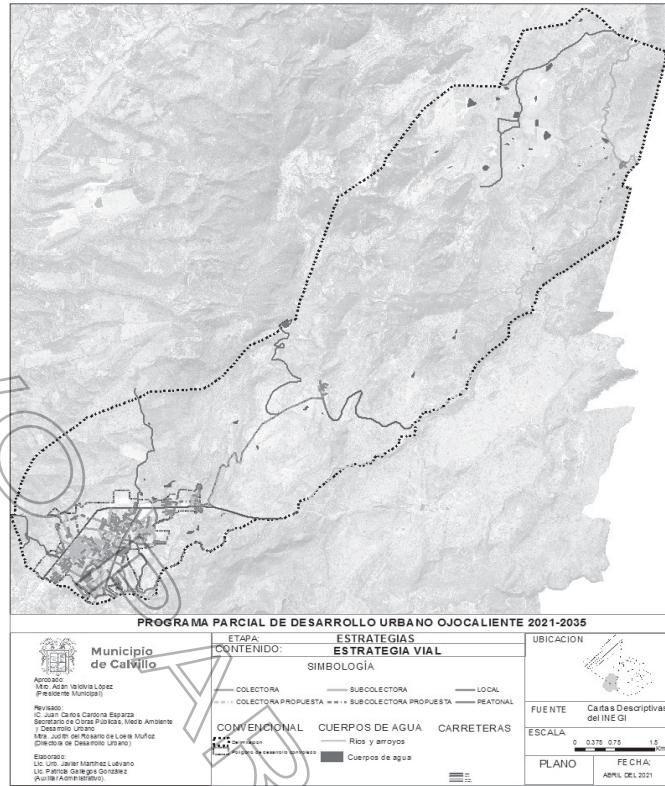 PROGRAMA PARCIAL DE DESARROLLO URBANO OJOCALIENTE 2021-2035
Municipio
de Calvillo
Aprobado:
Mtro. Adán Valdivia López
(Presidente Municipal)
Revisado:
IC. Juan Carlos Cardona Esparza
Secretario de Obras Públicas, Medio Ambiente
y Desarrollo Urbano
Mtra. Judith del Rosario de Loera Muñoz
(Directora de Desarrollo Urbano)
Elaborado:
Lic. Urb. Javier Martínez Luévano
Lic. Patricia Gallegos González
(Auxiliar Administrativo).
ETAPA: ESTRATEGIAS
CONTENIDO: ESTRATEGIA VIAL
SIMBOLOGÍA
COLECTORA SUBCOLECTORA LOCAL
COLECTORA PROPUESTA SUBCOLECTORA PROPUESTA PEATONAL
CONVENCIONAL CUERPOS DE AGUA CARRETERAS
Delimitación Ríos y arroyos
Polígono de desarrollo controlado Cuerpos de agua
UBICACION
FUENTE Cartas Descriptivas
del INEGI
ESCALA
0 0.375 0.75 1.5
Km
PLANO FECHA:
ABRIL DEL 2021